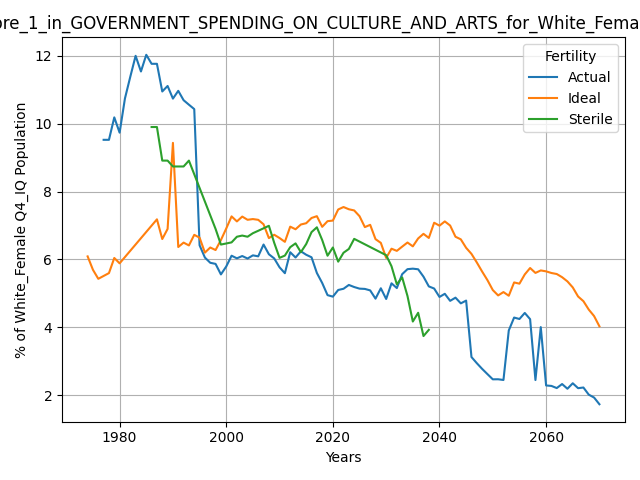 ore_1_in_GOVERNMENT_SPENDING_ON_CULTURE_AND_ARTS_for_White_Fema
Fertility
Actual
Ideal
Sterile
% of White_Female Q4_IQ Population
12
10
8
6
4
2
1980 2000 2020 2040 2060
Years